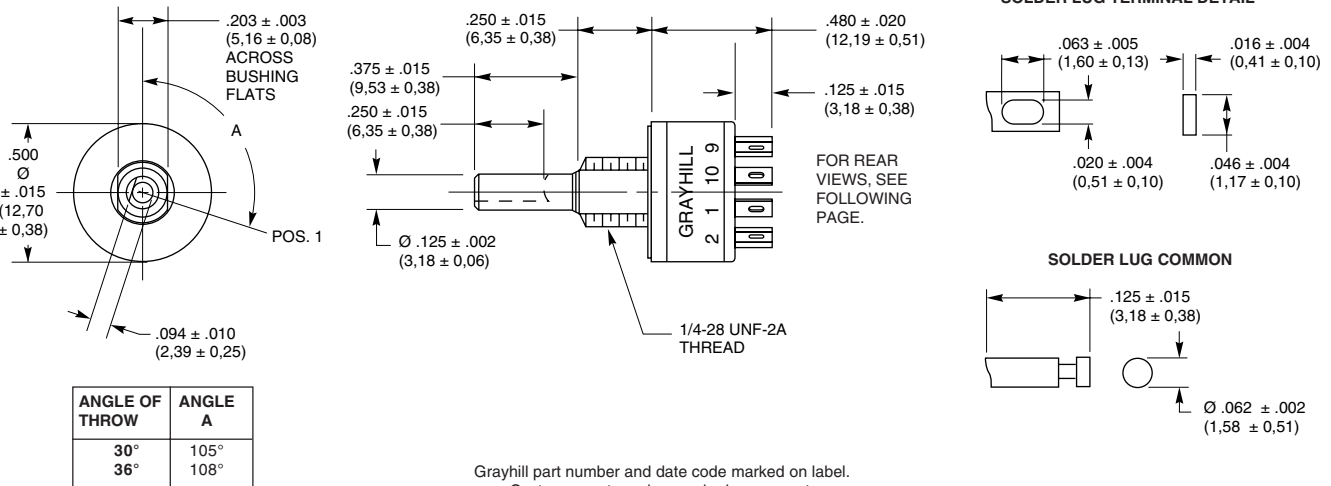 .203 ± .003
(5,16 ± 0,08)
ACROSS
BUSHING
FLATS
A
.500
Ø
± .015
(12,70
± 0,38)
POS. 1
.094 ± .010
(2,39 ± 0,25)
ANGLE OF THROW ANGLE A
30° 105°
36° 108°
.250 ± .015
(6,35 ± 0,38)
.480 ± .020
(12,19 ± 0,51)
.375 ± .015
(9,53 ± 0,38)
.250 ± .015
(6,35 ± 0,38)
.125 ± .015
(3,18 ± 0,38)
GRAYHILL
2 1 10 9
FOR REAR
VIEWS, SEE
FOLLOWING
PAGE.
Ø .125 ± .002
(3,18 ± 0,06)
1/4-28 UNF-2A
THREAD
Grayhill part number and date code marked on label.
SOLDER LUG TERMINAL DETAIL
.063 ± .005
(1,60 ± 0,13)
.016 ± .004
(0,41 ± 0,10)
.020 ± .004
(0,51 ± 0,10)
.046 ± .004
(1,17 ± 0,10)
SOLDER LUG COMMON
.125 ± .015
(3,18 ± 0,38)
Ø .062 ± .002
(1,58 ± 0,51)